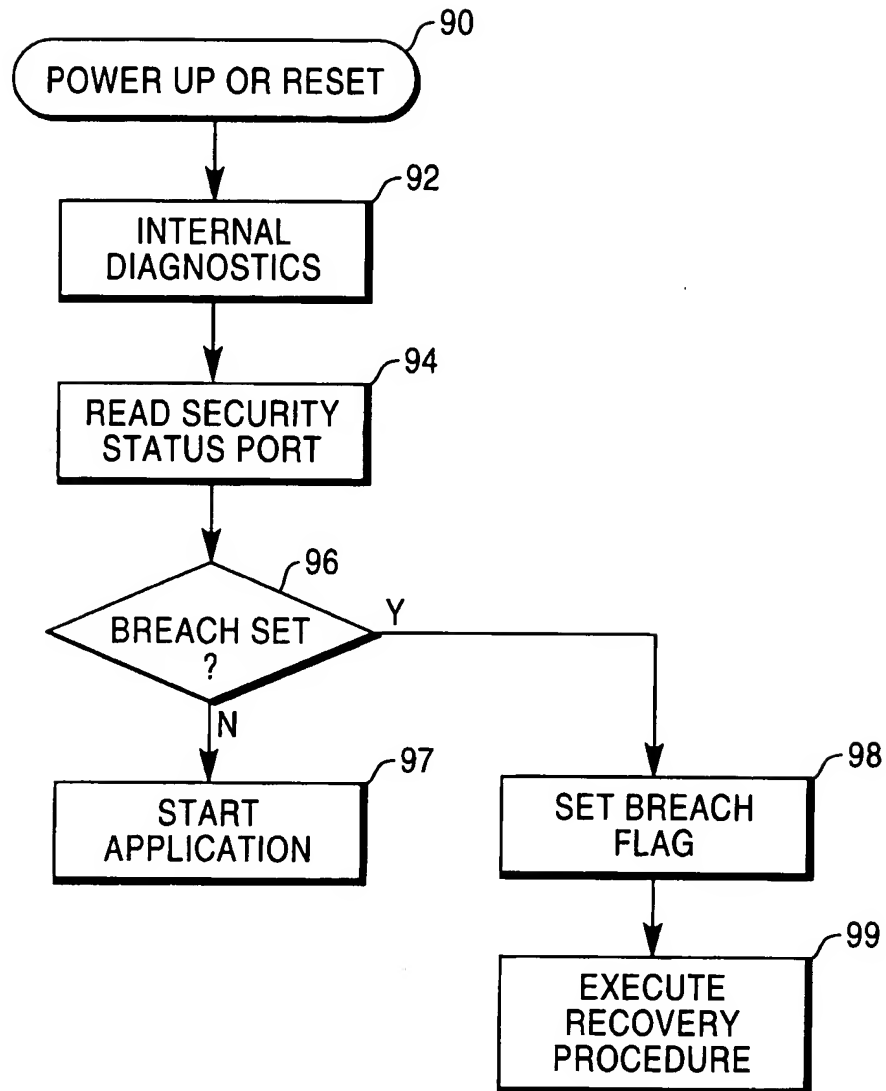 90
POWER UP OR RESET
92
INTERNAL
DIAGNOSTICS
94
READ SECURITY
STATUS PORT
96
BREACH SET
?
Y
N
97
START
APPLICATION
98
SET BREACH
FLAG
99
EXECUTE
RECOVERY
PROCEDURE